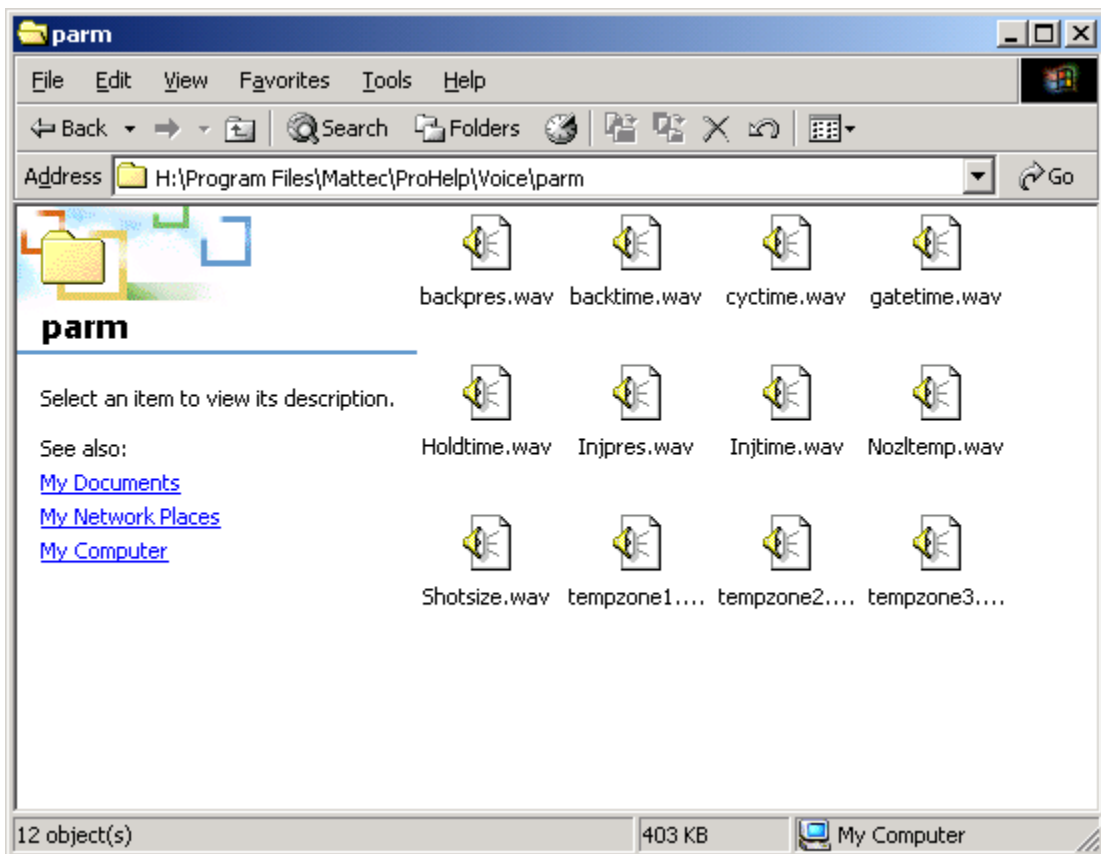 parm
File Edit View Favorites Tools Help
Back Search Folders
Address H:\Program Files\Mattec\ProHelp\Voice\parm Go
parm
Select an item to view its description.
See also:
My Documents
My Network Places
My Computer
backpres.wav backtime.wav cyctime.wav gatetime.wav
Holdtime.wav Injpres.wav Injtime.wav Nozltemp.wav
Shotsize.wav tempzone1.... tempzone2.... tempzone3....
12 object(s) 403 KB My Computer